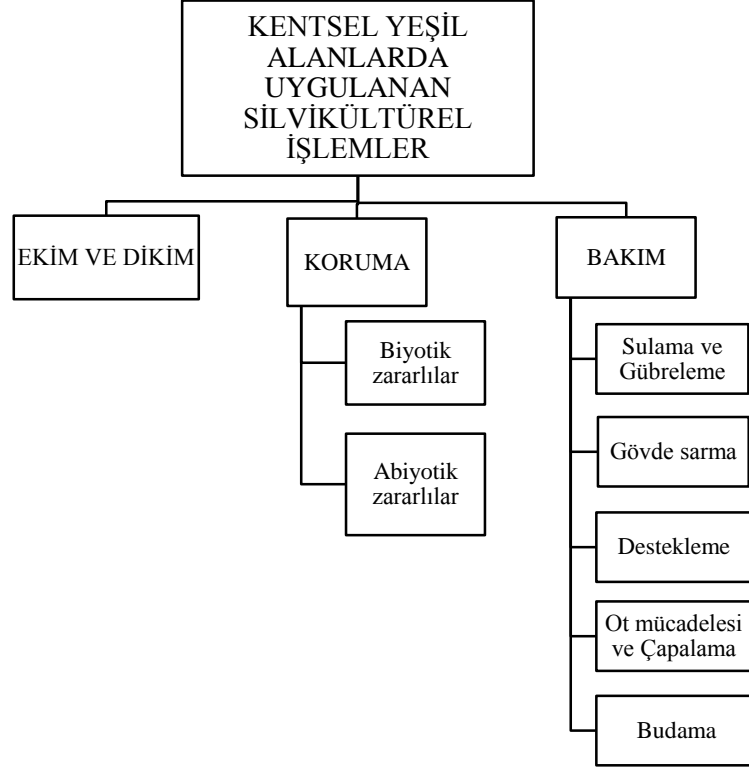 KENTSEL YEŞİL
ALANLARDA
UYGULANAN
SİLVİKÜLTÜREL
İŞLEMLER
EKİM VE DİKİM
KORUMA
BAKIM
Biyotik
zararlılar
Abiyotik
zararlılar
Sulama ve
Gübreleme
Gövde sarma
Destekleme
Ot mücadelesi
ve Çapalama
Budama